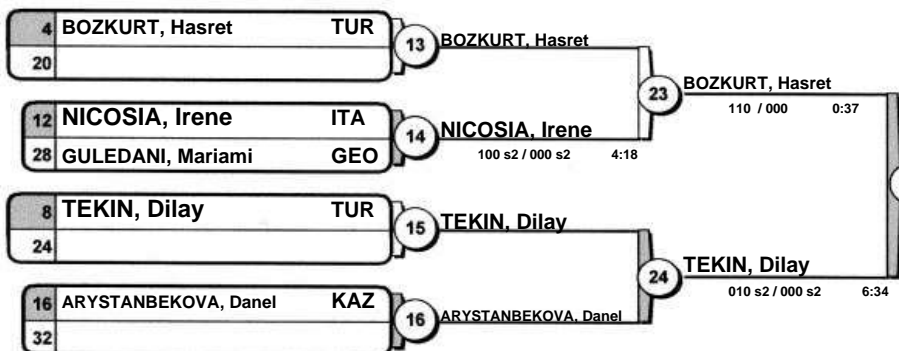 4 BOZKURT, Hasret TUR
20
13 BOZKURT, Hasret
12 NICOSIA, Irene ITA
28 GULEDANI, Mariami GEO
14 NICOSIA, Irene
100 s2 / 000 s2 4:18
23 BOZKURT, Hasret
110 / 000 0:37
8 TEKIN, Dilay TUR
24
15 TEKIN, Dilay
16 ARYSTANBEKOVA, Danel KAZ
32
16 ARYSTANBEKOVA, Danel
24 TEKIN, Dilay
010 s2 / 000 s2 6:34